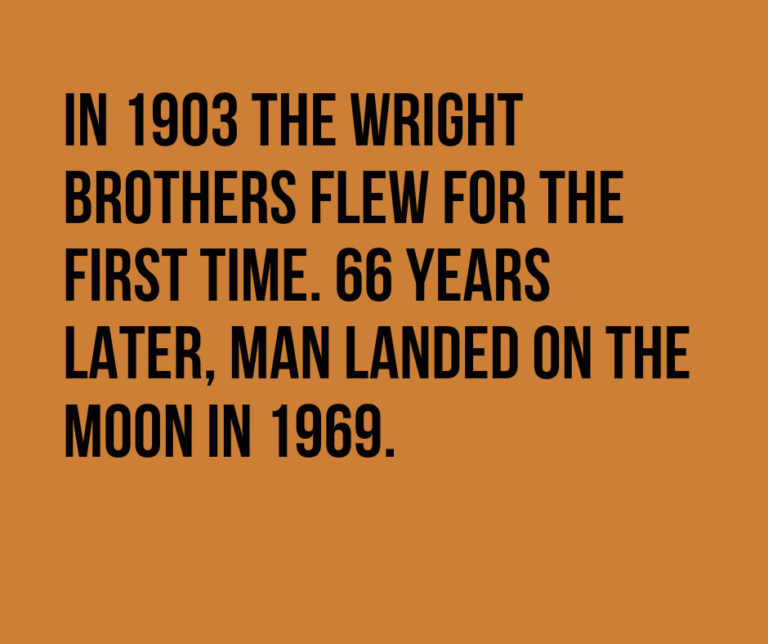 IN 1903 THE WRIGHT
BROTHERS FLEW FOR THE
FIRST TIME. 66 YEARS
LATER, MAN LANDED ON THE
MOON IN 1969.